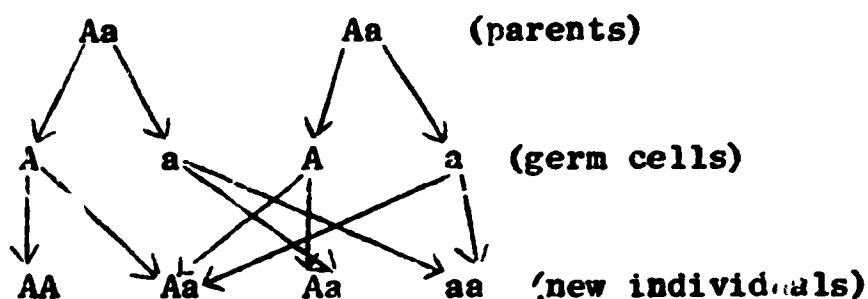 Aa Aa (parents)
A a A a (germ cells)
AA Aa Aa aa (new individuals)